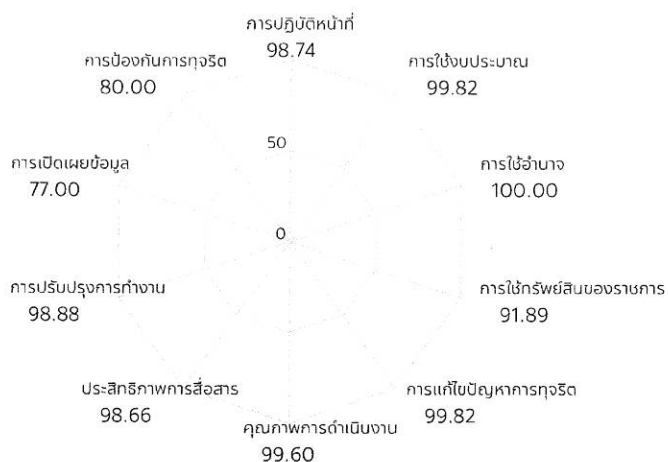 การปฏิบัติหน้าที่
98.74
การป้องกันการทุจริต
80.00
การใช้งบประมาณ
99.82
50
การเปิดเผยข้อมูล
77.00
การใช้อำนาจ
100.00
0
การปรับปรุงการทำงาน
98.88
การใช้ทรัพย์สินของราชการ
91.89
ประสิทธิภาพการสื่อสาร
98.66
การแก้ไขปัญหาการทุจริต
99.82
คุณภาพการดำเนินงาน
99.60